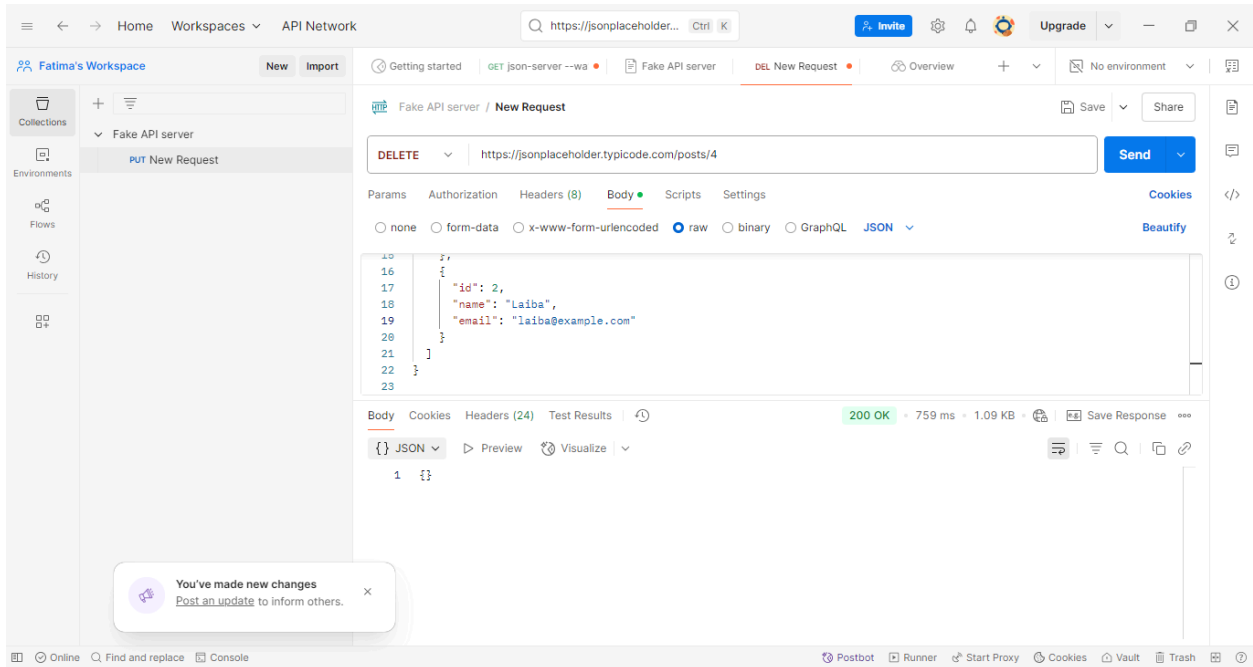 Home Workspaces API Network https://jsonplaceholder... Ctrl K Invite Upgrade
Fatima's Workspace New Import Getting started GET json-server --wa Fake API server DEL New Request Overview No environment
Collections
Environments
Flows
History
Fake API server
PUT New Request
Fake API server / New Request Save Share
DELETE https://jsonplaceholder.typicode.com/posts/4 Send
Params Authorization Headers (8) Body Scripts Settings Cookies
none form-data x-www-form-urlencoded raw binary GraphQL JSON Beautify
15 },
16 {
17 "id": 2,
18 "name": "Laiba",
19 "email": "laiba@example.com"
20 }
21 ]
22 }
23
Body Cookies Headers (24) Test Results 200 OK 759 ms 1.09 KB Save Response
{} JSON Preview Visualize
1 {}
You've made new changes
Post an update to inform others.
Online Find and replace Console Postbot Runner Start Proxy Cookies Vault Trash